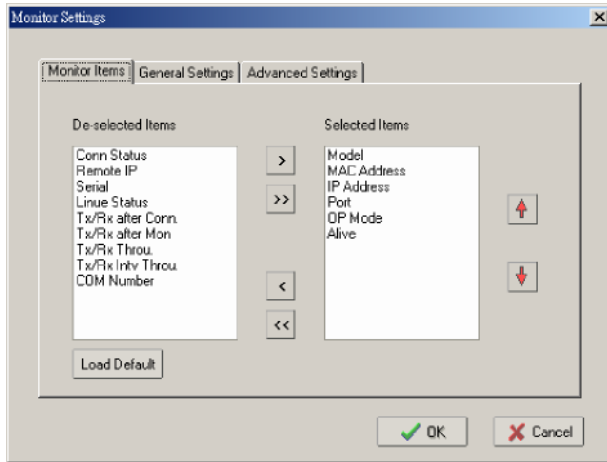 Monitor Settings
Monitor Items General Settings Advanced Settings
De-selected Items
Conn Status
Remote IP
Serial
Linue Status
Tx/Rx after Conn.
Tx/Rx after Mon
Tx/Rx Throu.
Tx/Rx Intv Throu.
COM Number
>
>>
<
<<
Selected Items
Model
MAC Address
IP Address
Port
OP Mode
Alive
Load Default
OK Cancel